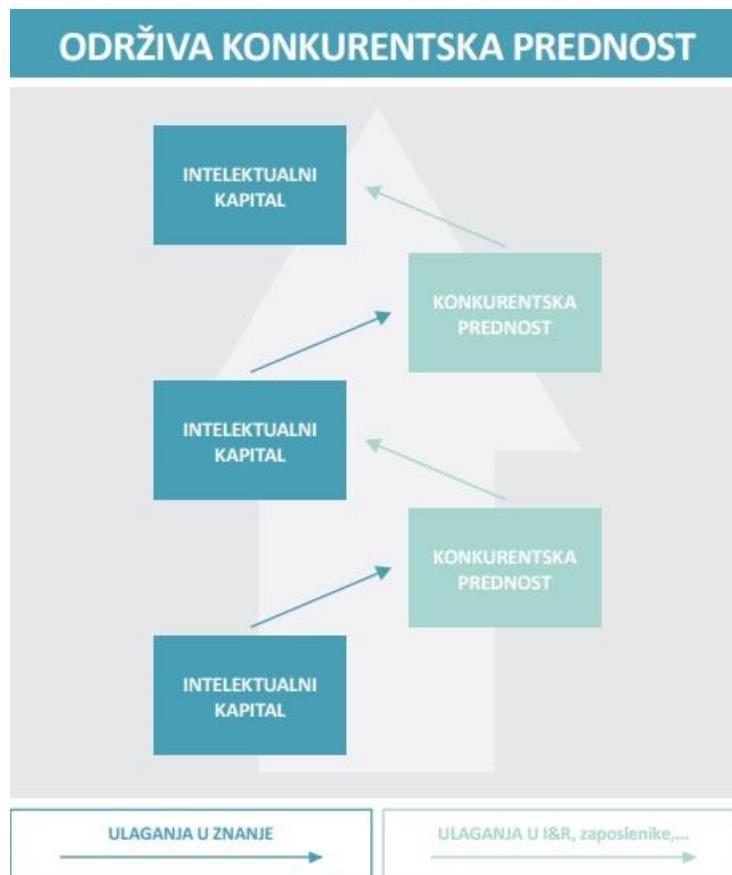 ODRŽIVA KONKURENTSKA PREDNOST
INTELEKTUALNI
KAPITAL
KONKURENTSKA
PREDNOST
INTELEKTUALNI
KAPITAL
KONKURENTSKA
PREDNOST
INTELEKTUALNI
KAPITAL
ULAGANJA U ZNANJE
ULAGANJA U I&R, zaposlenike,...